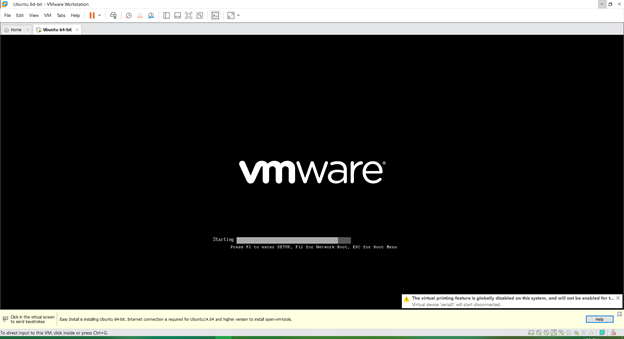 Ubuntu 64-bit - VMware Workstation
File Edit View VM Tabs Help
Home Ubuntu 64-bit
vmware
Starting
Press F1 to enter SETUP, F12 for Network Boot, ESC for Boot Menu
The virtual printing feature is globally disabled on this system, and will not be enabled for t...
Virtual device 'serial0' will start disconnected.
Click in the virtual screen
to send keystrokes
Easy Install is installing Ubuntu 64-bit. Internet connection is required for Ubuntu14.04 and higher version to install open-vm-tools.
Help
To direct input to this VM, click inside or press Ctrl+G.